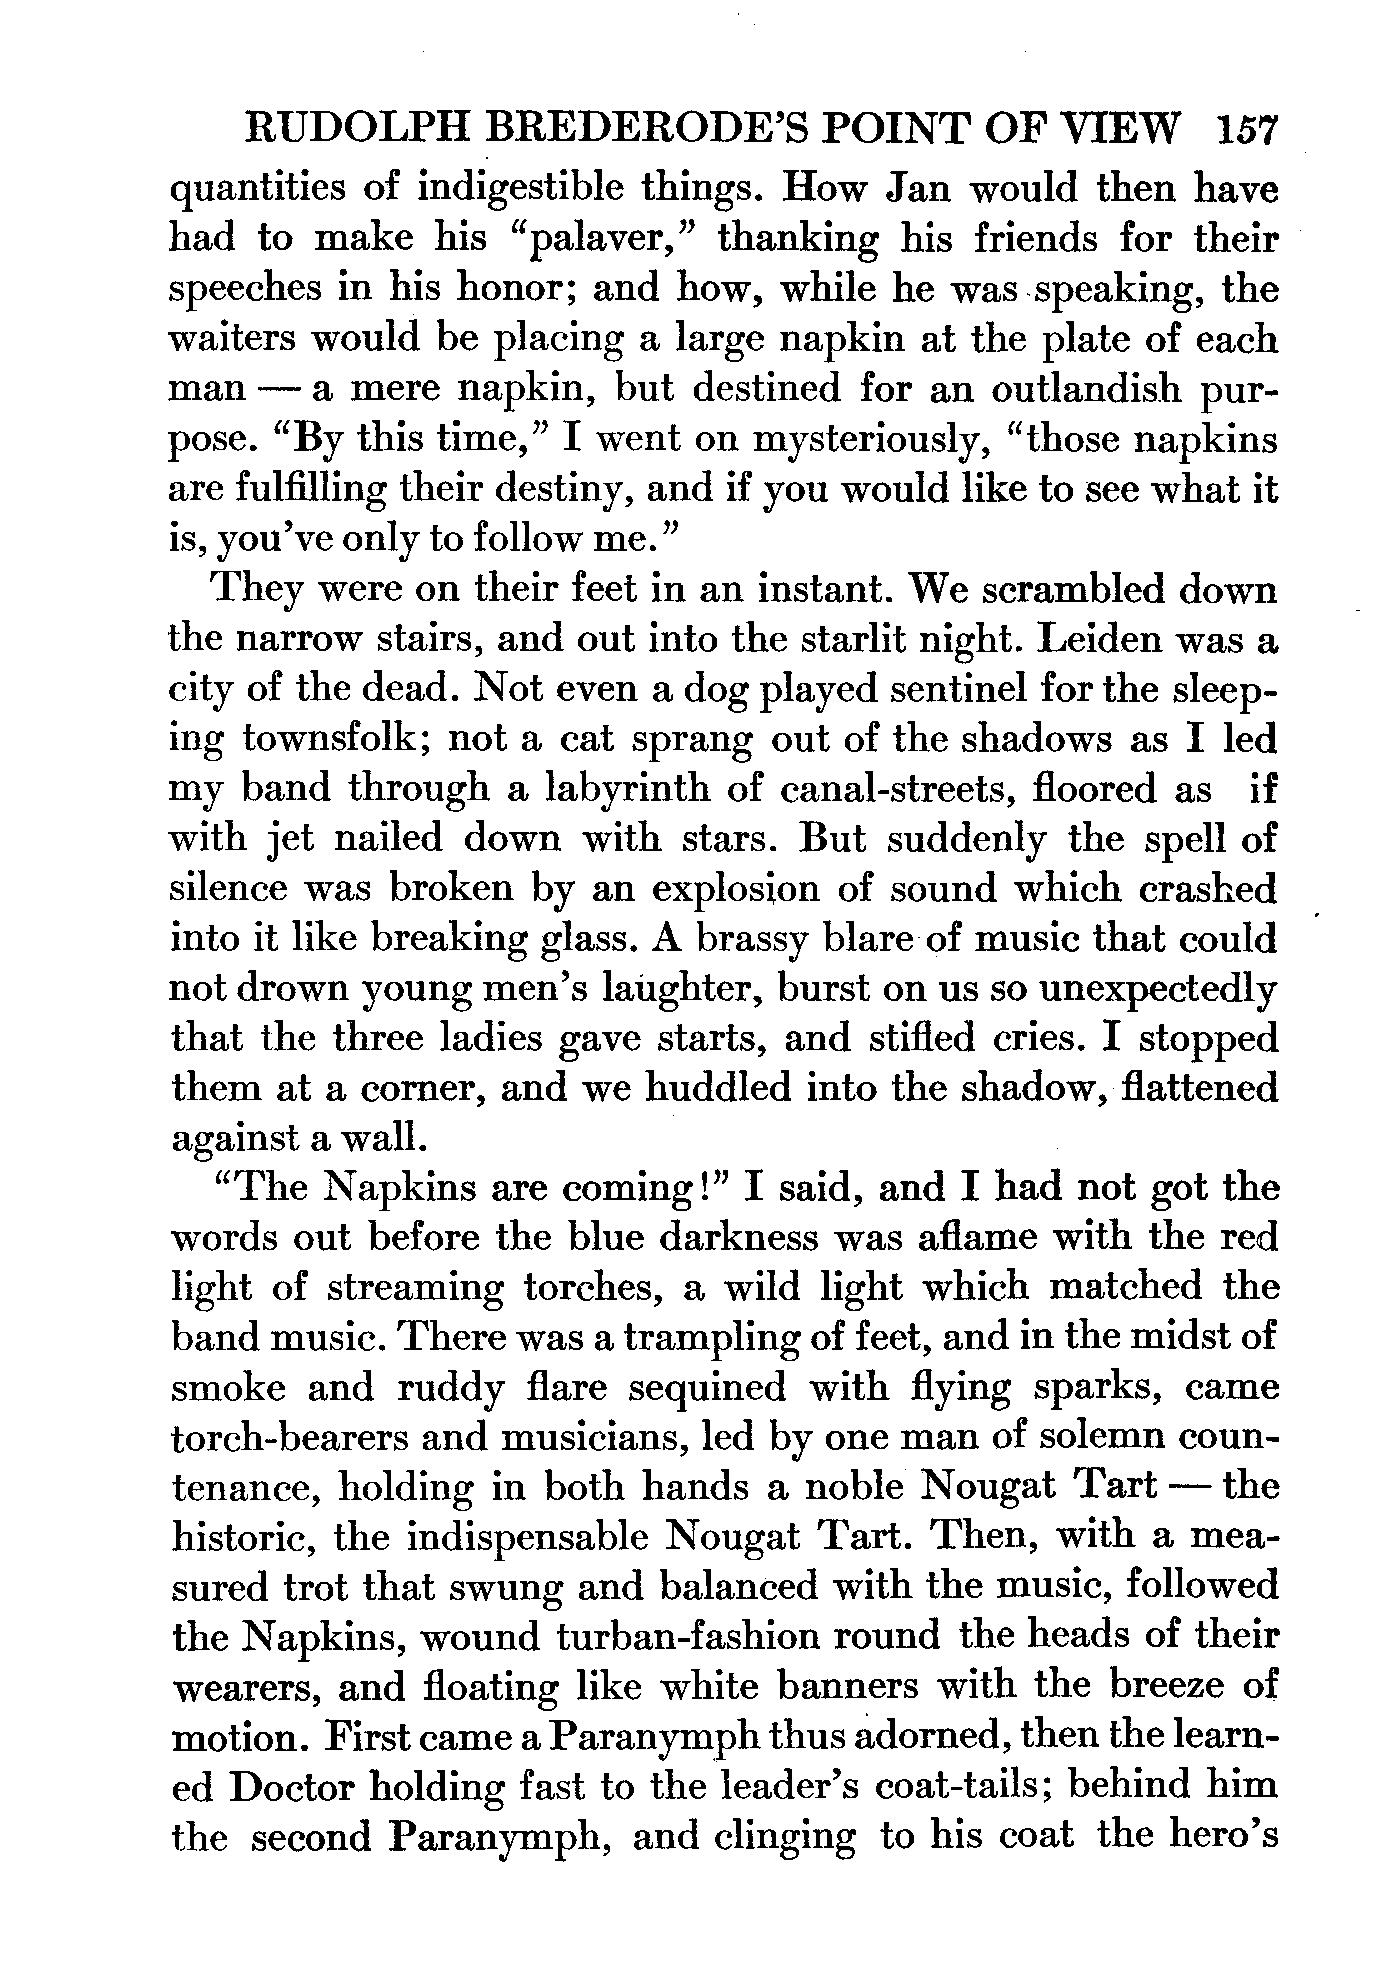 RUDOLPH BREDERODE'S POINT OF VIEW 157
quantities of indigestible things. How Jan would then have
had to make his "palaver," thanking his friends for their
speeches in his honor; and how, while he was speaking, the
waiters would be placing a large napkin at the plate of each
man — a mere napkin, but destined for an outlandish pur-
pose. "By this time," I went on mysteriously, "those napkins
are fulfilling their destiny, and if you would like to see what it
is, you've only to follow me."
They were on their feet in an instant. We scrambled down
the narrow stairs, and out into the starlit night. Leiden was a
city of the dead. Not even a dog played sentinel for the sleep-
ing townsfolk; not a cat sprang out of the shadows as I led
my band through a labyrinth of canal-streets, floored as if
with jet nailed down with stars. But suddenly the spell of
silence was broken by an explosion of sound which crashed
into it like breaking glass. A brassy blare of music that could
not drown young men's laughter, burst on us so unexpectedly
that the three ladies gave starts, and stifled cries. I stopped
them at a corner, and we huddled into the shadow, flattened
against a wall.
"The Napkins are coming!" I said, and I had not got the
words out before the blue darkness was aflame with the red
light of streaming torches, a wild light which matched the
band music. There was a trampling of feet, and in the midst of
smoke and ruddy flare sequined with flying sparks, came
torch-bearers and musicians, led by one man of solemn coun-
tenance, holding in both hands a noble Nougat Tart — the
historic, the indispensable Nougat Tart. Then, with a mea-
sured trot that swung and balanced with the music, followed
the Napkins, wound turban-fashion round the heads of their
wearers, and floating like white banners with the breeze of
motion. First came a Paranymph thus adorned, then the learn-
ed Doctor holding fast to the leader's coat-tails; behind him
the second Paranymph, and clinging to his coat the hero's